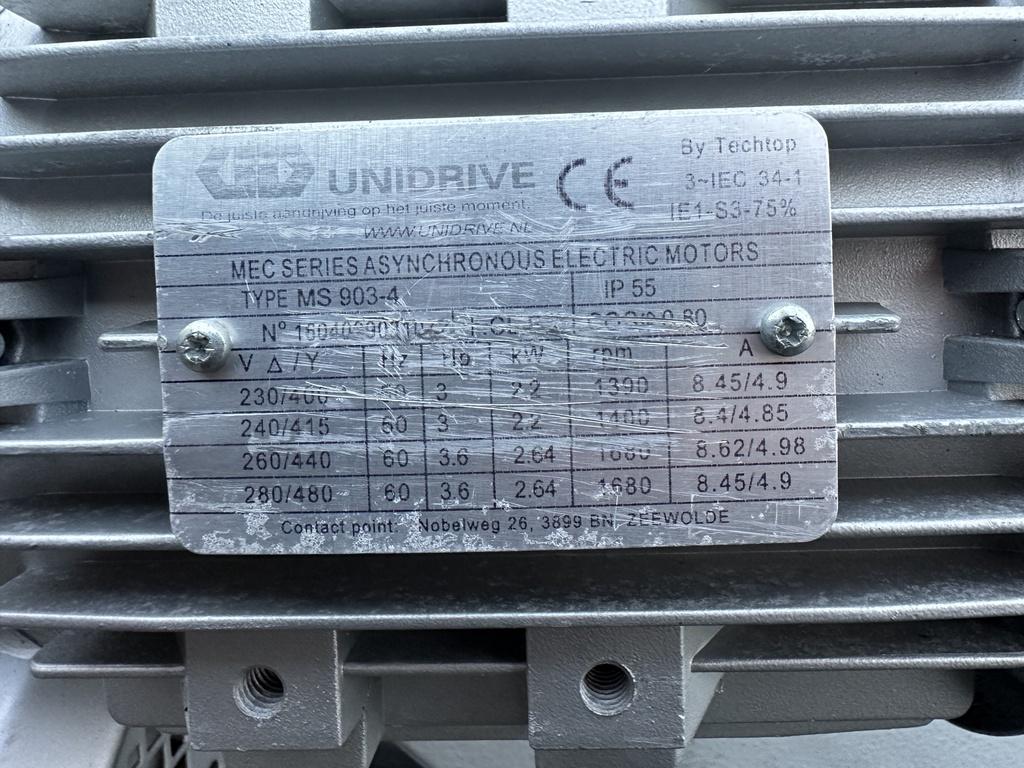 UNIDRIVE CE By Techtop
De juiste aandrijving op het juiste moment. 3~IEC 34-1
WWW.UNIDRIVE.NL IE1-S3-75%
MEC SERIES ASYNCHRONOUS ELECTRIC MOTORS
TYPE MS 903-4 IP 55
Nº
V Δ/Y Hz Hp kW rpm A
230/400 3 2.2 1390 8.45/4.9
240/415 3 2.2 1400 8.4/4.85
260/440 60 3.6 2.64 1680 8.62/4.98
280/480 60 3.6 2.64 1680 8.45/4.9
Contact point: Nobelweg 26, 3899 BN, ZEEWOLDE